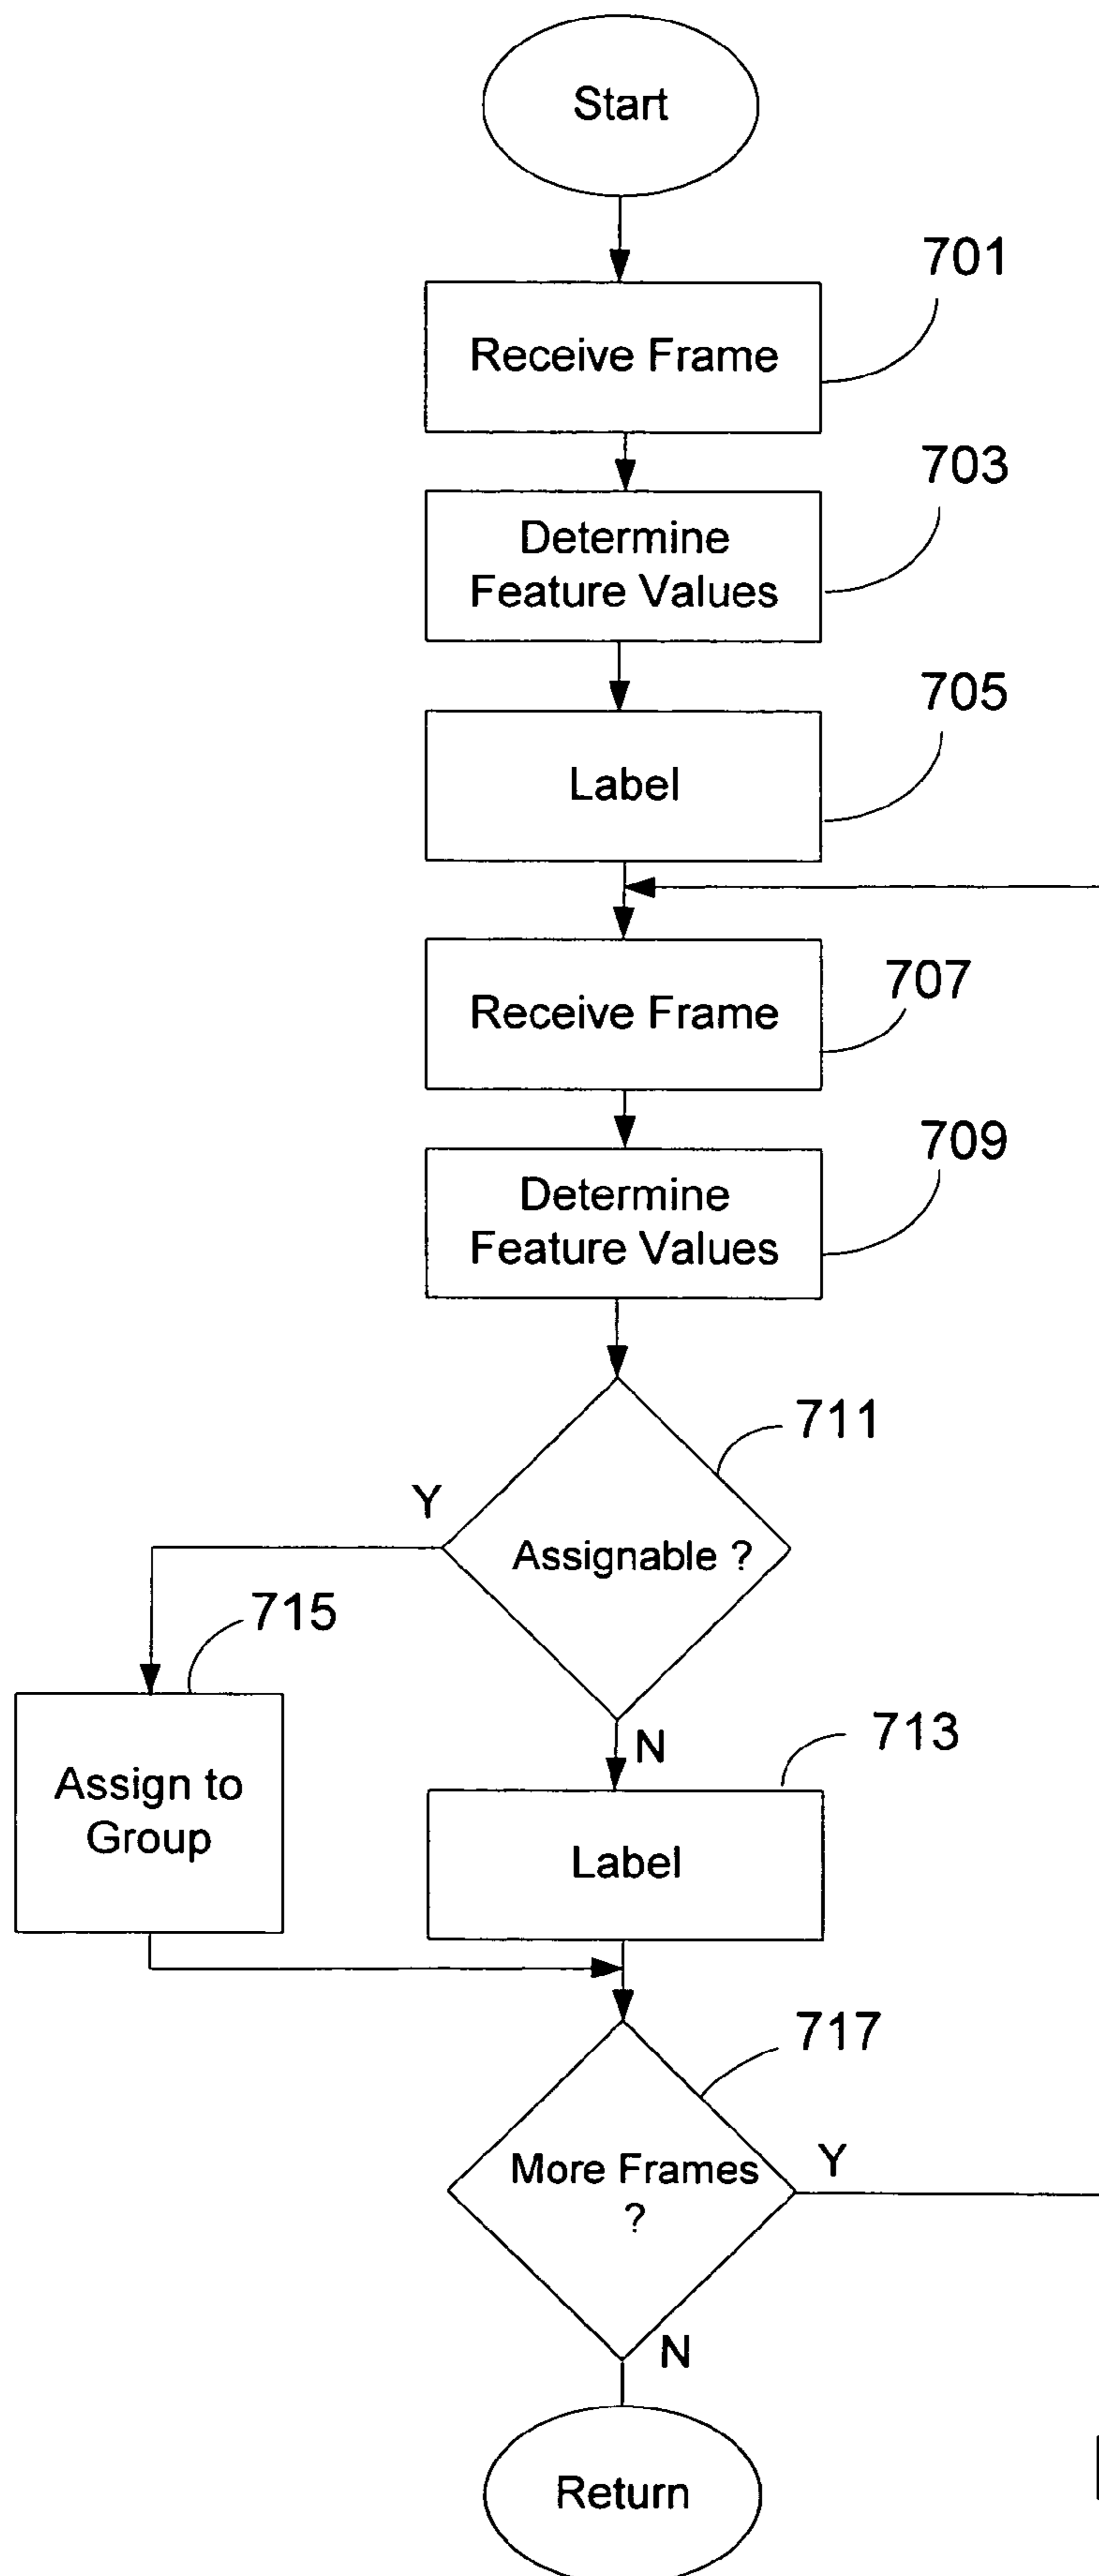 Start
701
Receive Frame
703
Determine
Feature Values
705
Label
707
Receive Frame
709
Determine
Feature Values
711
Y
Assignable ?
715
N
713
Assign to
Group
Label
717
More Frames
?
Y
N
Return